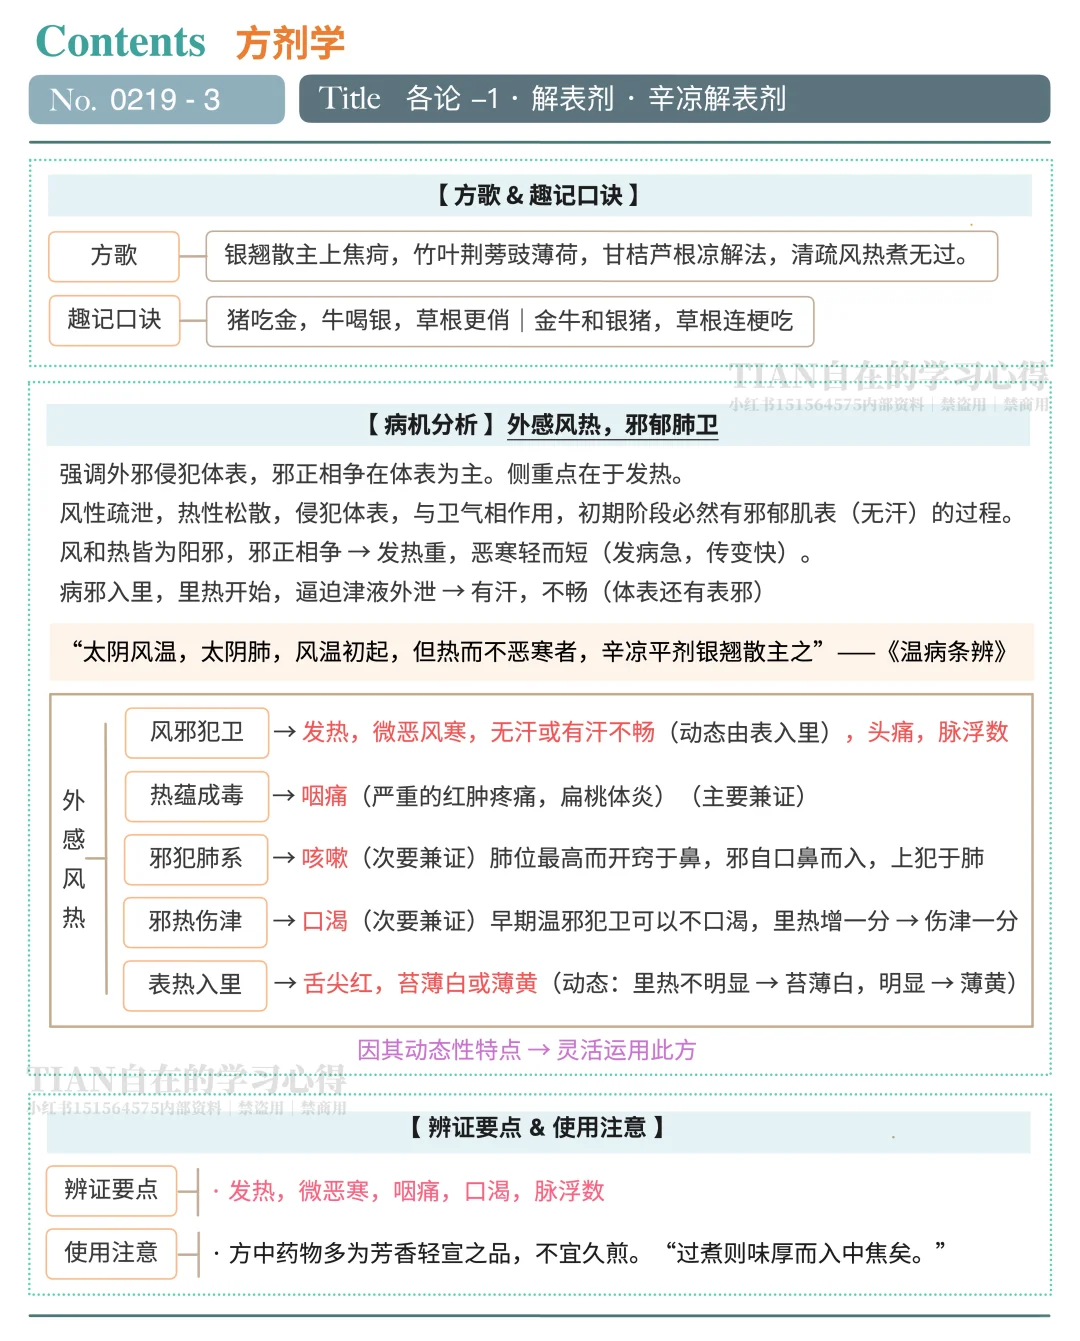 Contents 方剂学
No. 0219 - 3
Title 各论 –1 · 解表剂 · 辛凉解表剂
【 方歌 & 趣记口诀 】
方歌
银翘散主上焦疴，竹叶荆蒡豉薄荷，甘桔芦根凉解法，清疏风热煮无过。
趣记口诀
猪吃金，牛喝银，草根更俏｜金牛和银猪，草根连梗吃
TIAN自在的学习心得
小红书151564575内部资料｜禁盗用｜禁商用
【 病机分析 】外感风热，邪郁肺卫
强调外邪侵犯体表，邪正相争在体表为主。侧重点在于发热。
风性疏泄，热性松散，侵犯体表，与卫气相作用，初期阶段必然有邪郁肌表（无汗）的过程。
风和热皆为阳邪，邪正相争 → 发热重，恶寒轻而短（发病急，传变快）。
病邪入里，里热开始，逼迫津液外泄 → 有汗，不畅（体表还有表邪）
“太阴风温，太阴肺，风温初起，但热而不恶寒者，辛凉平剂银翘散主之” ——《温病条辨》
外感风热
风邪犯卫
→ 发热，微恶风寒，无汗或有汗不畅（动态由表入里），头痛，脉浮数
热蕴成毒
→ 咽痛（严重的红肿疼痛，扁桃体炎）（主要兼证）
邪犯肺系
→ 咳嗽（次要兼证）肺位最高而开窍于鼻，邪自口鼻而入，上犯于肺
邪热伤津
→ 口渴（次要兼证）早期温邪犯卫可以不口渴，里热增一分 → 伤津一分
表热入里
→ 舌尖红，苔薄白或薄黄（动态：里热不明显 → 苔薄白，明显 → 薄黄）
因其动态性特点 → 灵活运用此方
TIAN自在的学习心得
小红书151564575内部资料｜禁盗用｜禁商用
【 辨证要点 & 使用注意 】
辨证要点
· 发热，微恶寒，咽痛，口渴，脉浮数
使用注意
· 方中药物多为芳香轻宣之品，不宜久煎。“过煮则味厚而入中焦矣。”